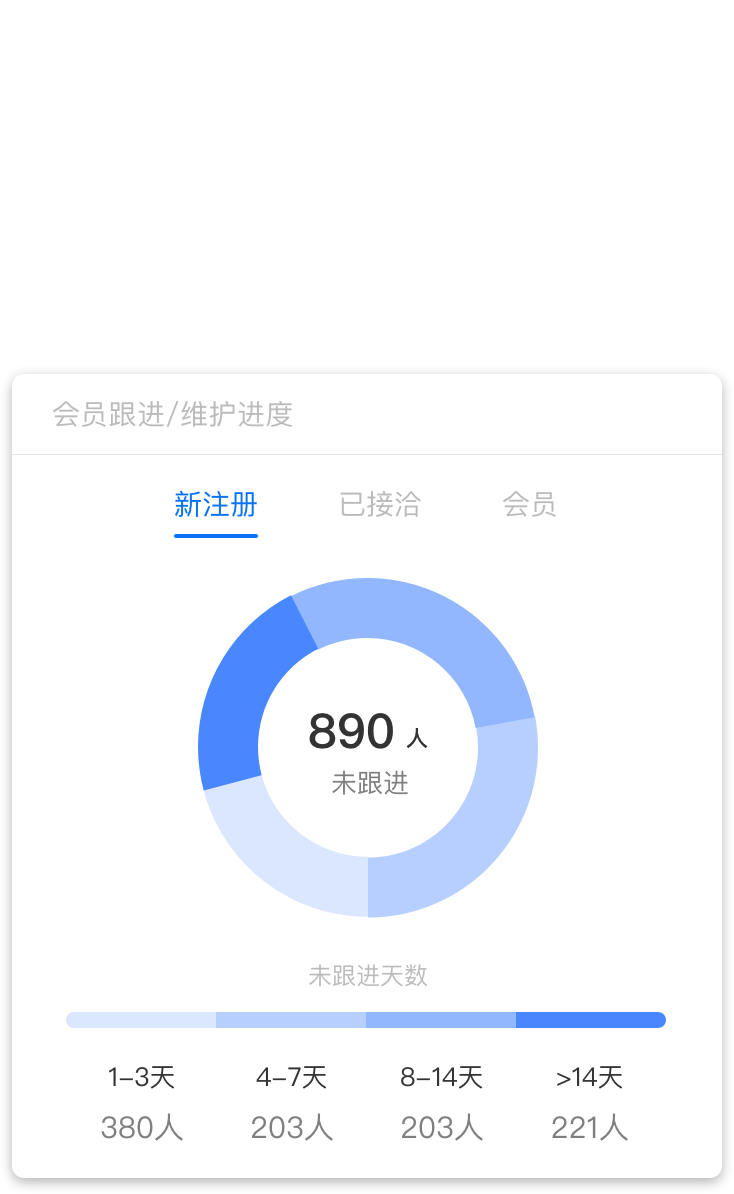 会员跟进/维护进度
新注册 已接洽 会员
890 人
未跟进
未跟进天数
1–3天 4–7天 8–14天 >14天
380人 203人 203人 221人